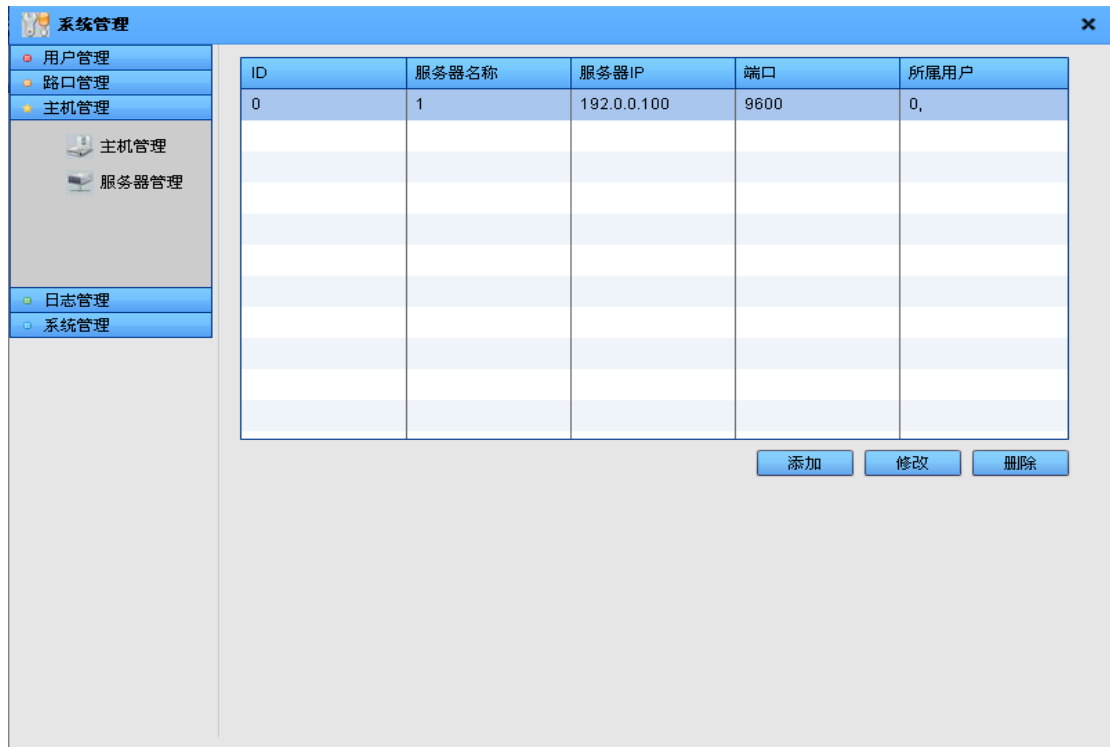 系统管理
用户管理
路口管理
主机管理
主机管理
服务器管理
日志管理
系统管理
ID 服务器名称 服务器IP 端口 所属用户
0 1 192.0.0.100 9600 0,
添加 修改 删除